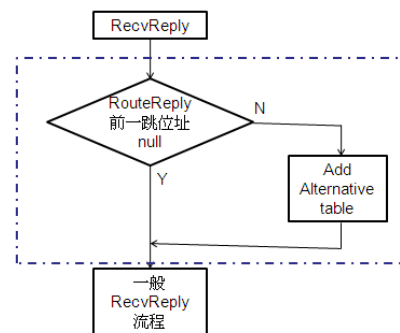 RecvReply
RouteReply
前一跳位址
null
N
Y
Add
Alternative
table
一般
RecvReply
流程